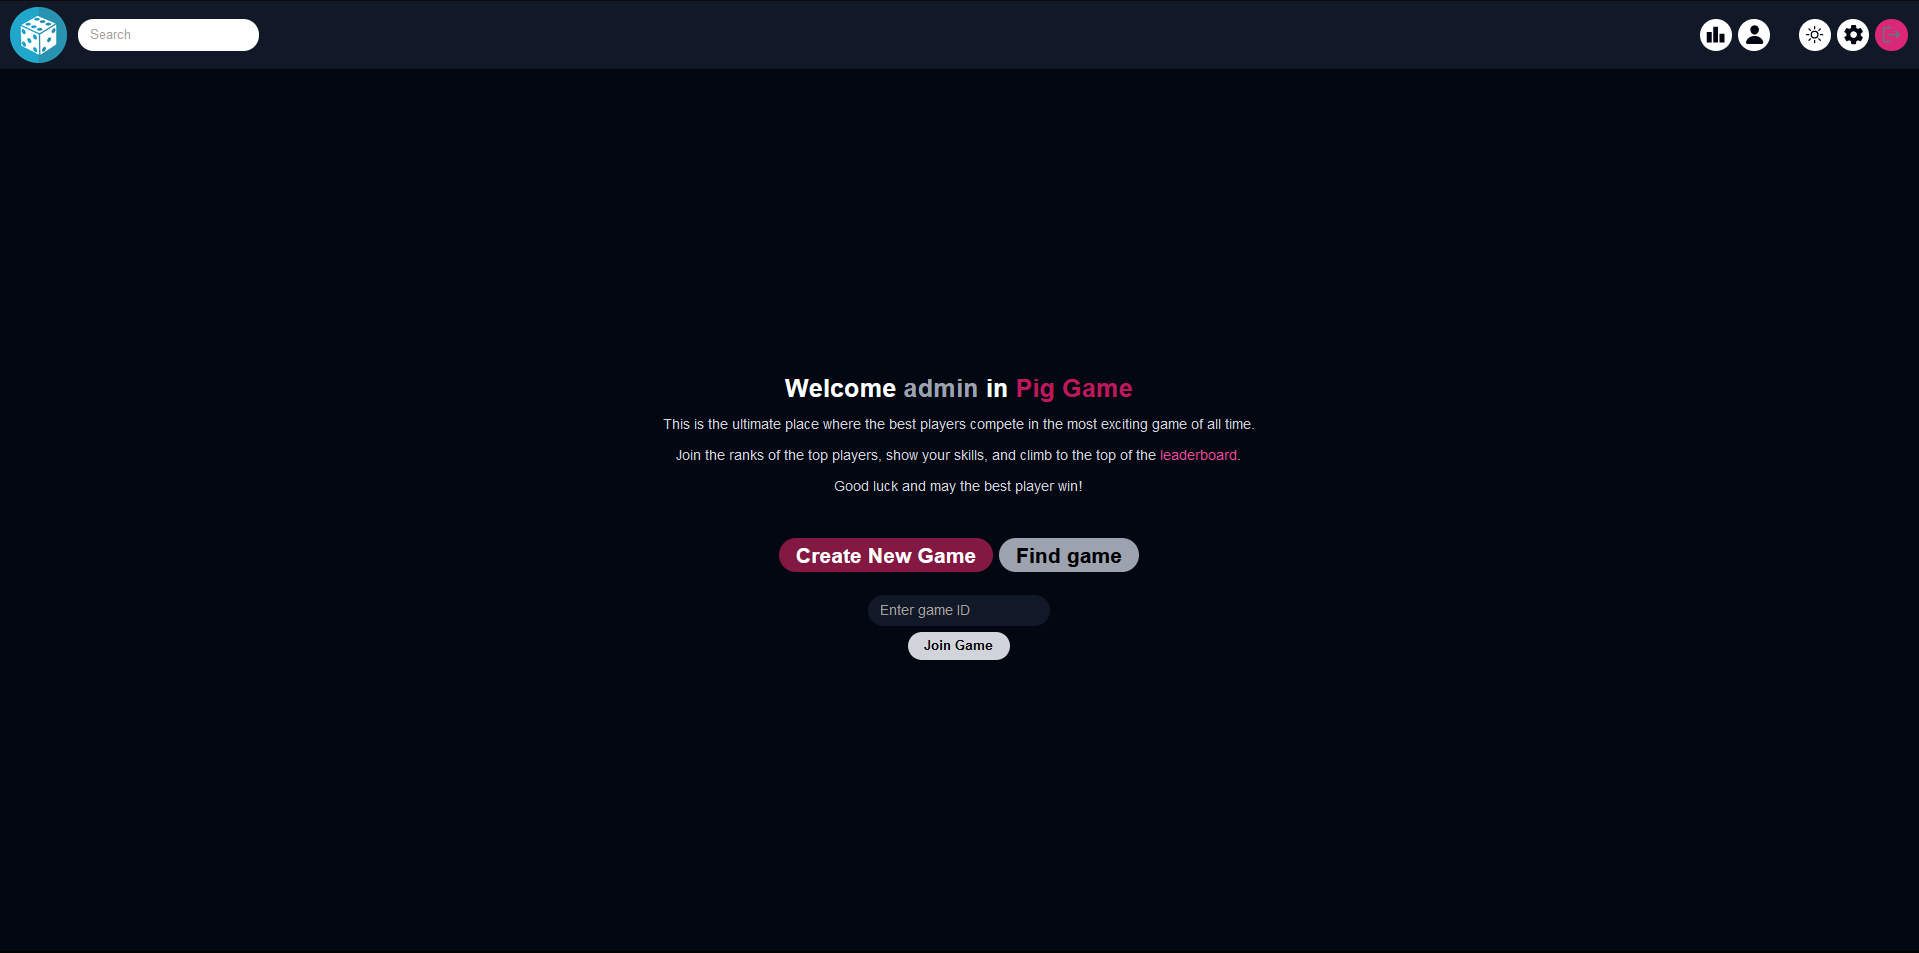 Search
Welcome admin in Pig Game
This is the ultimate place where the best players compete in the most exciting game of all time.
Join the ranks of the top players, show your skills, and climb to the top of the leaderboard.
Good luck and may the best player win!
Create New Game Find game
Enter game ID
Join Game